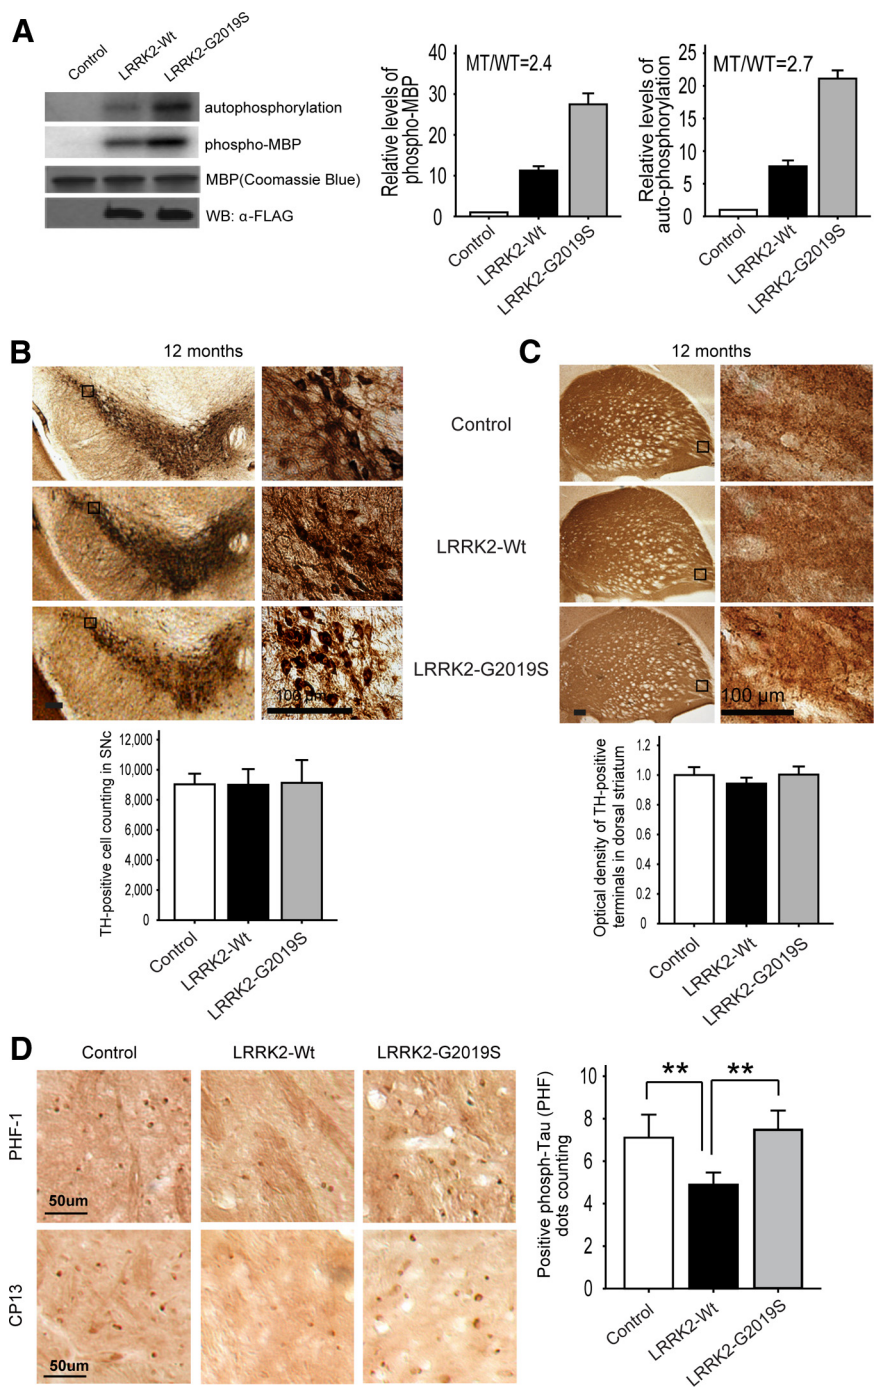 A
Control
LRRK2-Wt
LRRK2-G2019S
autophosphorylation
phospho-MBP
MBP(Coomassie Blue)
WB: α-FLAG
Relative levels of
phospho-MBP
40
30
20
10
0
MT/WT=2.4
Control
LRRK2-Wt
LRRK2-G2019S
Relative levels of
auto-phosphorylation
25
20
15
10
5
0
MT/WT=2.7
Control
LRRK2-Wt
LRRK2-G2019S
B
12 months
100 µm
C
12 months
Control
LRRK2-Wt
LRRK2-G2019S
100 µm
TH-positive cell counting in SNc
12,000
10,000
8,000
6,000
4,000
2,000
0
Control
LRRK2-Wt
LRRK2-G2019S
Optical density of TH-positive
terminals in dorsal striatum
1.2
1.0
0.8
0.6
0.4
0.2
0
Control
LRRK2-Wt
LRRK2-G2019S
D
Control
LRRK2-Wt
LRRK2-G2019S
PHF-1
50um
CP13
50um
Positive phosph-Tau (PHF)
dots counting
10
8
6
4
2
0
**
**
Control
LRRK2-Wt
LRRK2-G2019S